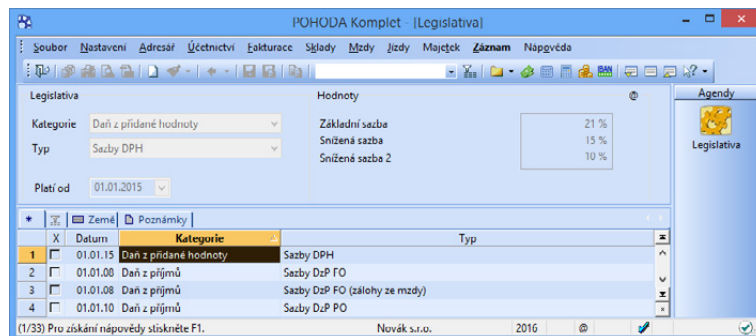 POHODA Komplet - [Legislativa]
Soubor Nastavení Adresář Účetnictví Fakturace Sklady Mzdy Jízdy Majetek Záznam Nápověda
Legislativa Hodnoty @ Agendy
Kategorie Daň z přidané hodnoty Základní sazba 21 %
Typ Sazby DPH Snížená sazba 15 %
Snížená sazba 2 10 %
Legislativa
Platí od 01.01.2015
* Země Poznámky
X Datum Kategorie Typ
1 01.01.15 Daň z přidané hodnoty Sazby DPH
2 01.01.08 Daň z příjmů Sazby DzP FO
3 01.01.08 Daň z příjmů Sazby DzP FO (zálohy ze mzdy)
4 01.01.10 Daň z příjmů Sazby DzP PO
(1/33) Pro získání nápovědy stiskněte F1. Novák s.r.o. 2016 @